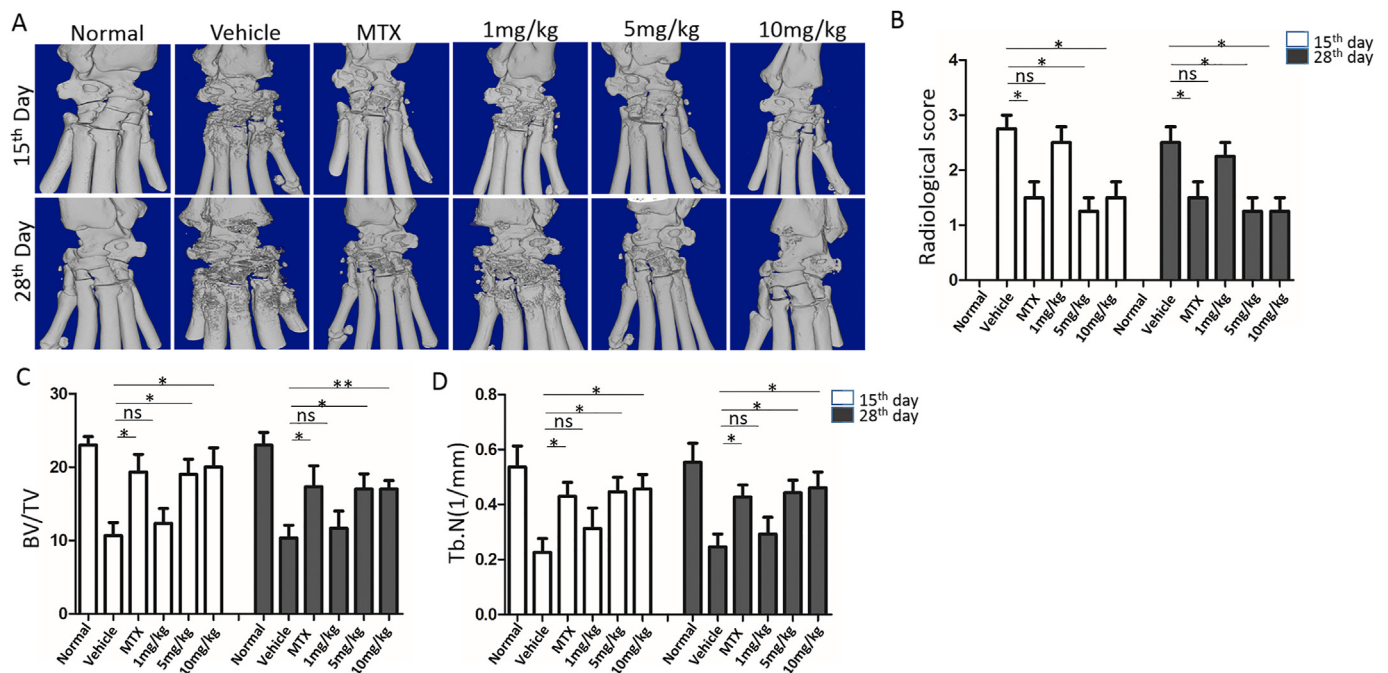 A
Normal Vehicle MTX 1mg/kg 5mg/kg 10mg/kg
15th Day
28th Day
B
15th day
28th day
* * ns *
* * ns *
Radiological score
4
3
2
1
0
Normal Vehicle MTX 1mg/kg 5mg/kg 10mg/kg Normal Vehicle MTX 1mg/kg 5mg/kg 10mg/kg
C
* * ns *
** * ns *
BV/TV
30
20
10
0
Normal Vehicle MTX 1mg/kg 5mg/kg 10mg/kg Normal Vehicle MTX 1mg/kg 5mg/kg 10mg/kg
D
15th day
28th day
* * ns *
* * ns *
Tb.N(1/mm)
0.8
0.6
0.4
0.2
0.0
Normal Vehicle MTX 1mg/kg 5mg/kg 10mg/kg Normal Vehicle MTX 1mg/kg 5mg/kg 10mg/kg